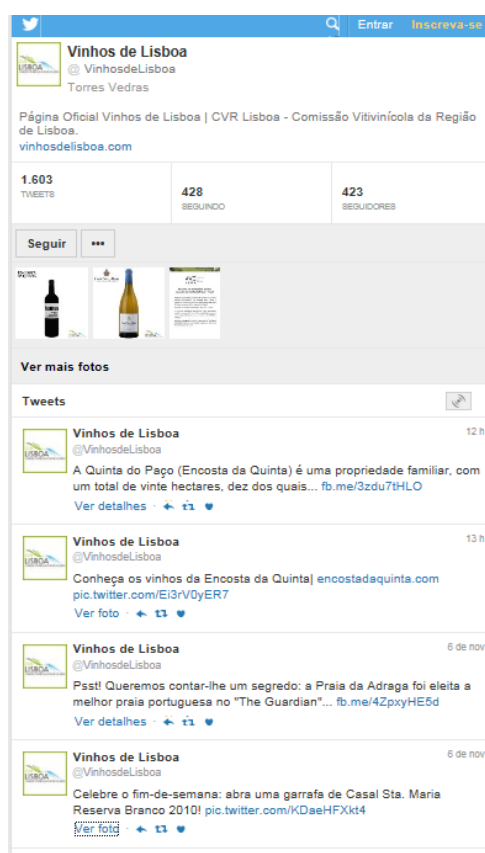 Entrar Inscreva-se
Vinhos de Lisboa
@ VinhosdeLisboa
Torres Vedras
Página Oficial Vinhos de Lisboa | CVR Lisboa - Comissão Vitivinícola da Região
de Lisboa.
vinhosdelisboa.com
1.603
TWEETS
428
SEGUINDO
423
SEGUIDORES
Seguir •••
Ver mais fotos
Tweets
LISBOA Vinhos de Lisboa 12 h
@VinhosdeLisboa
A Quinta do Paço (Encosta da Quinta) é uma propriedade familiar, com
um total de vinte hectares, dez dos quais... fb.me/3zdu7tHLO
Ver detalhes ·
LISBOA Vinhos de Lisboa 13 h
@VinhosdeLisboa
Conheça os vinhos da Encosta da Quinta| encostadaquinta.com
pic.twitter.com/Ei3rV0yER7
Ver foto ·
LISBOA Vinhos de Lisboa 6 de nov
@VinhosdeLisboa
Psst! Queremos contar-lhe um segredo: a Praia da Adraga foi eleita a
melhor praia portuguesa no "The Guardian"... fb.me/4ZpxyHE5d
Ver detalhes ·
LISBOA Vinhos de Lisboa 6 de nov
@VinhosdeLisboa
Celebre o fim-de-semana: abra uma garrafa de Casal Sta. Maria
Reserva Branco 2010! pic.twitter.com/KDaeHFXkt4
Ver foto ·